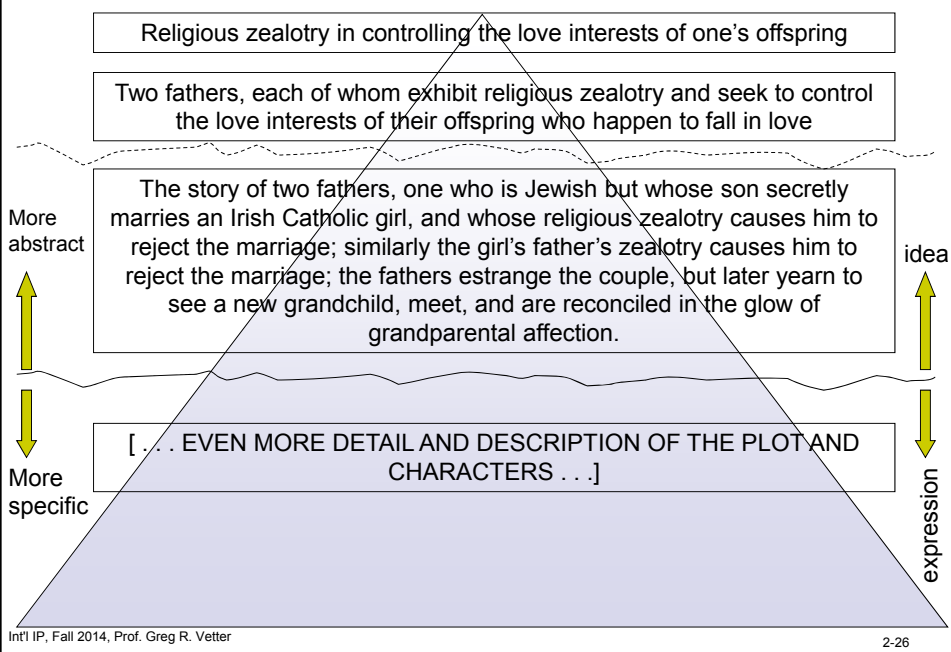 Religious zealotry in controlling the love interests of one's offspring
Two fathers, each of whom exhibit religious zealotry and seek to control
the love interests of their offspring who happen to fall in love
The story of two fathers, one who is Jewish but whose son secretly
marries an Irish Catholic girl, and whose religious zealotry causes him to
reject the marriage; similarly the girl's father's zealotry causes him to
reject the marriage; the fathers estrange the couple, but later yearn to
see a new grandchild, meet, and are reconciled in the glow of
grandparental affection.
More
abstract
idea
[ . . . EVEN MORE DETAIL AND DESCRIPTION OF THE PLOT AND
CHARACTERS . . .]
More
specific
expression
Int'l IP, Fall 2014, Prof. Greg R. Vetter
2-26